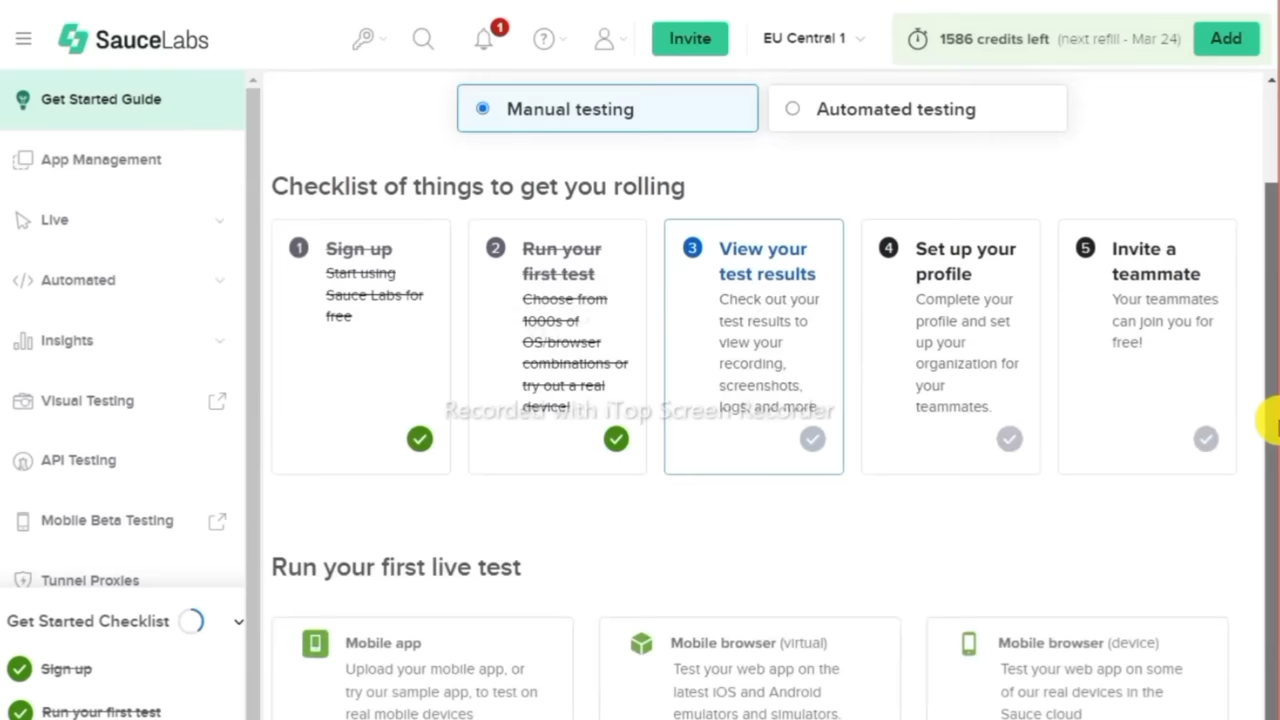 SauceLabs
1
Invite
EU Central 1
1586 credits left (next refill - Mar 24)
Add
Get Started Guide
App Management
Live
Automated
Insights
Visual Testing
API Testing
Mobile Beta Testing
Tunnel Proxies
Get Started Checklist
Sign up
Run your first test
Manual testing
Automated testing
Checklist of things to get you rolling
1
Sign up
Start using
Sauce Labs for
free
2
Run your
first test
Choose from
1000s of
OS/browser
combinations or
try out a real
device!
3
View your
test results
Check out your
test results to
view your
recording,
screenshots,
logs, and more.
4
Set up your
profile
Complete your
profile and set
up your
organization for
your
teammates.
5
Invite a
teammate
Your teammates
can join you for
free!
Recorded with iTop Screen Recorder
Run your first live test
Mobile app
Upload your mobile app, or
try our sample app, to test on
real mobile devices
Mobile browser (virtual)
Test your web app on the
latest iOS and Android
emulators and simulators.
Mobile browser (device)
Test your web app on some
of our real devices in the
Sauce cloud